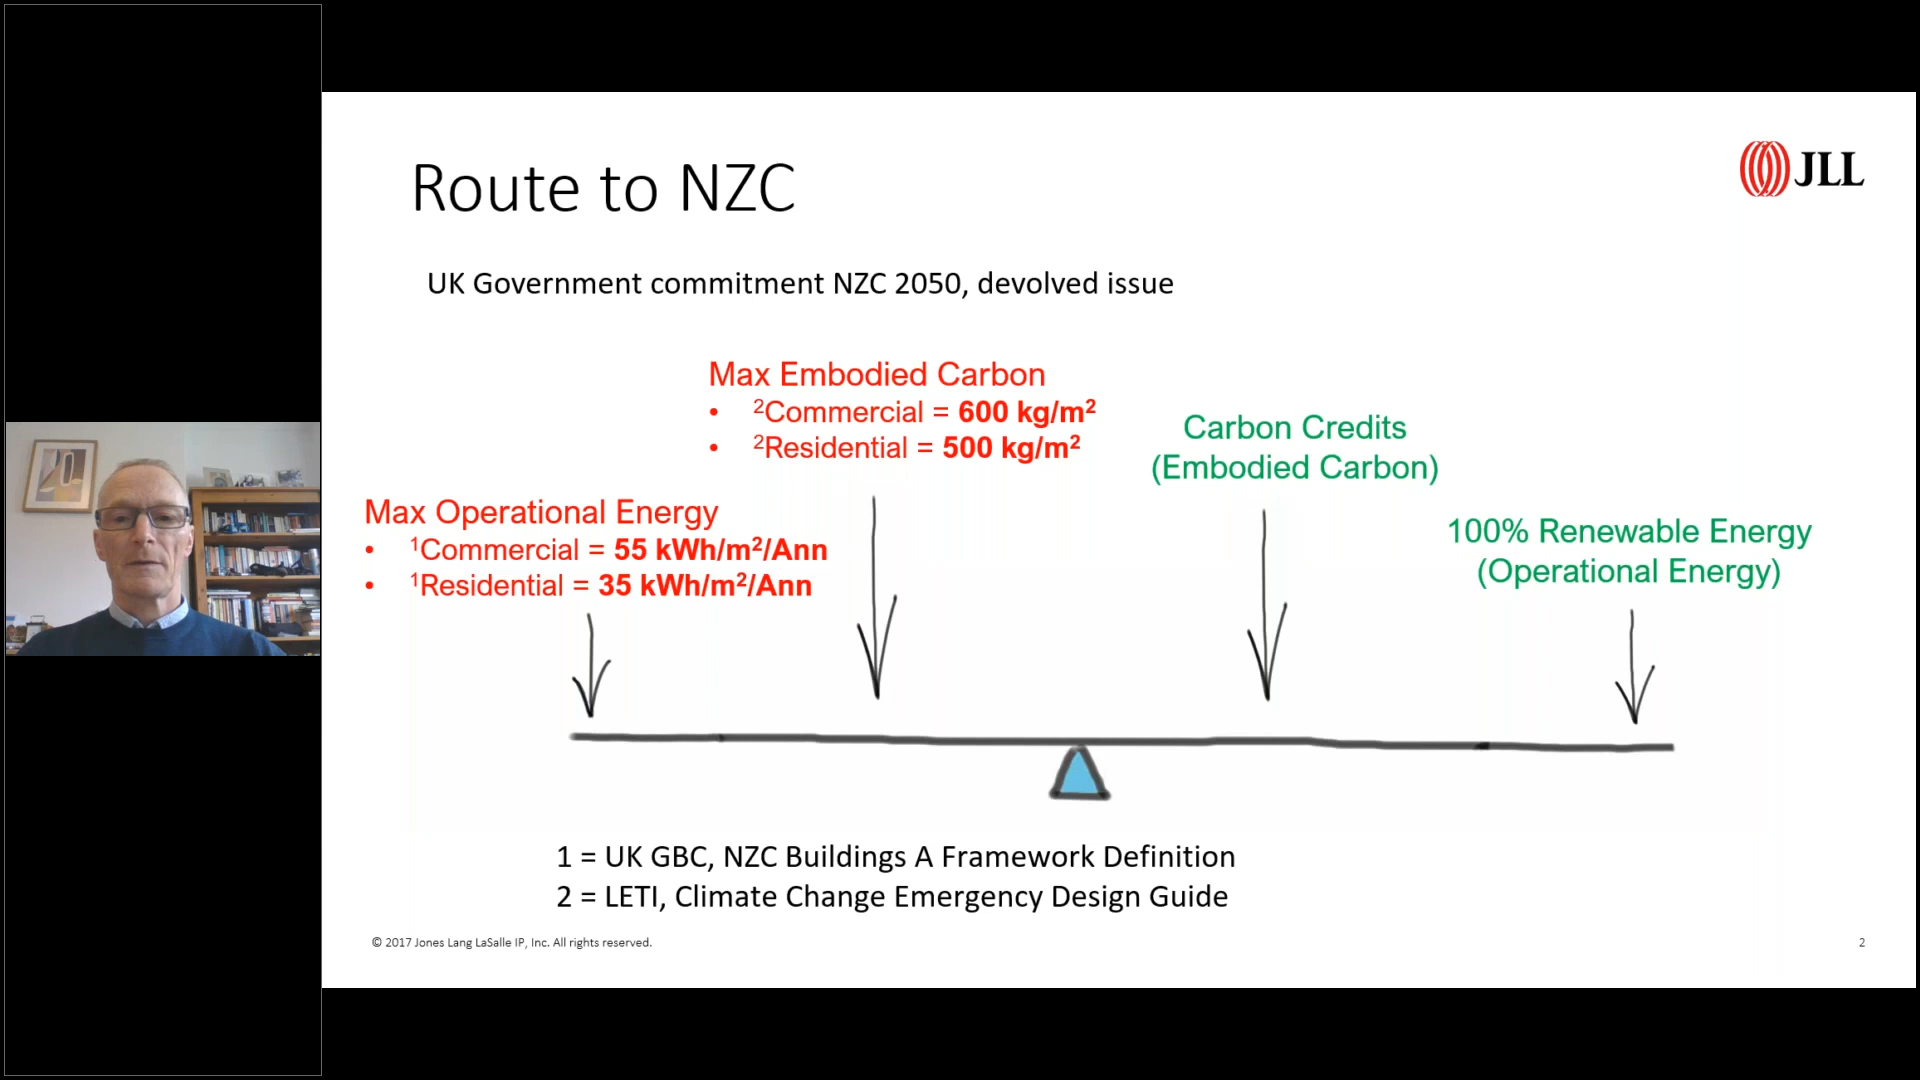 Route to NZC
JLL
UK Government commitment NZC 2050, devolved issue
Max Embodied Carbon
• ²Commercial = 600 kg/m²
• ²Residential = 500 kg/m²
Carbon Credits
(Embodied Carbon)
Max Operational Energy
• ¹Commercial = 55 kWh/m²/Ann
• ¹Residential = 35 kWh/m²/Ann
100% Renewable Energy
(Operational Energy)
1 = UK GBC, NZC Buildings A Framework Definition
2 = LETI, Climate Change Emergency Design Guide
© 2017 Jones Lang LaSalle IP, Inc. All rights reserved.
2